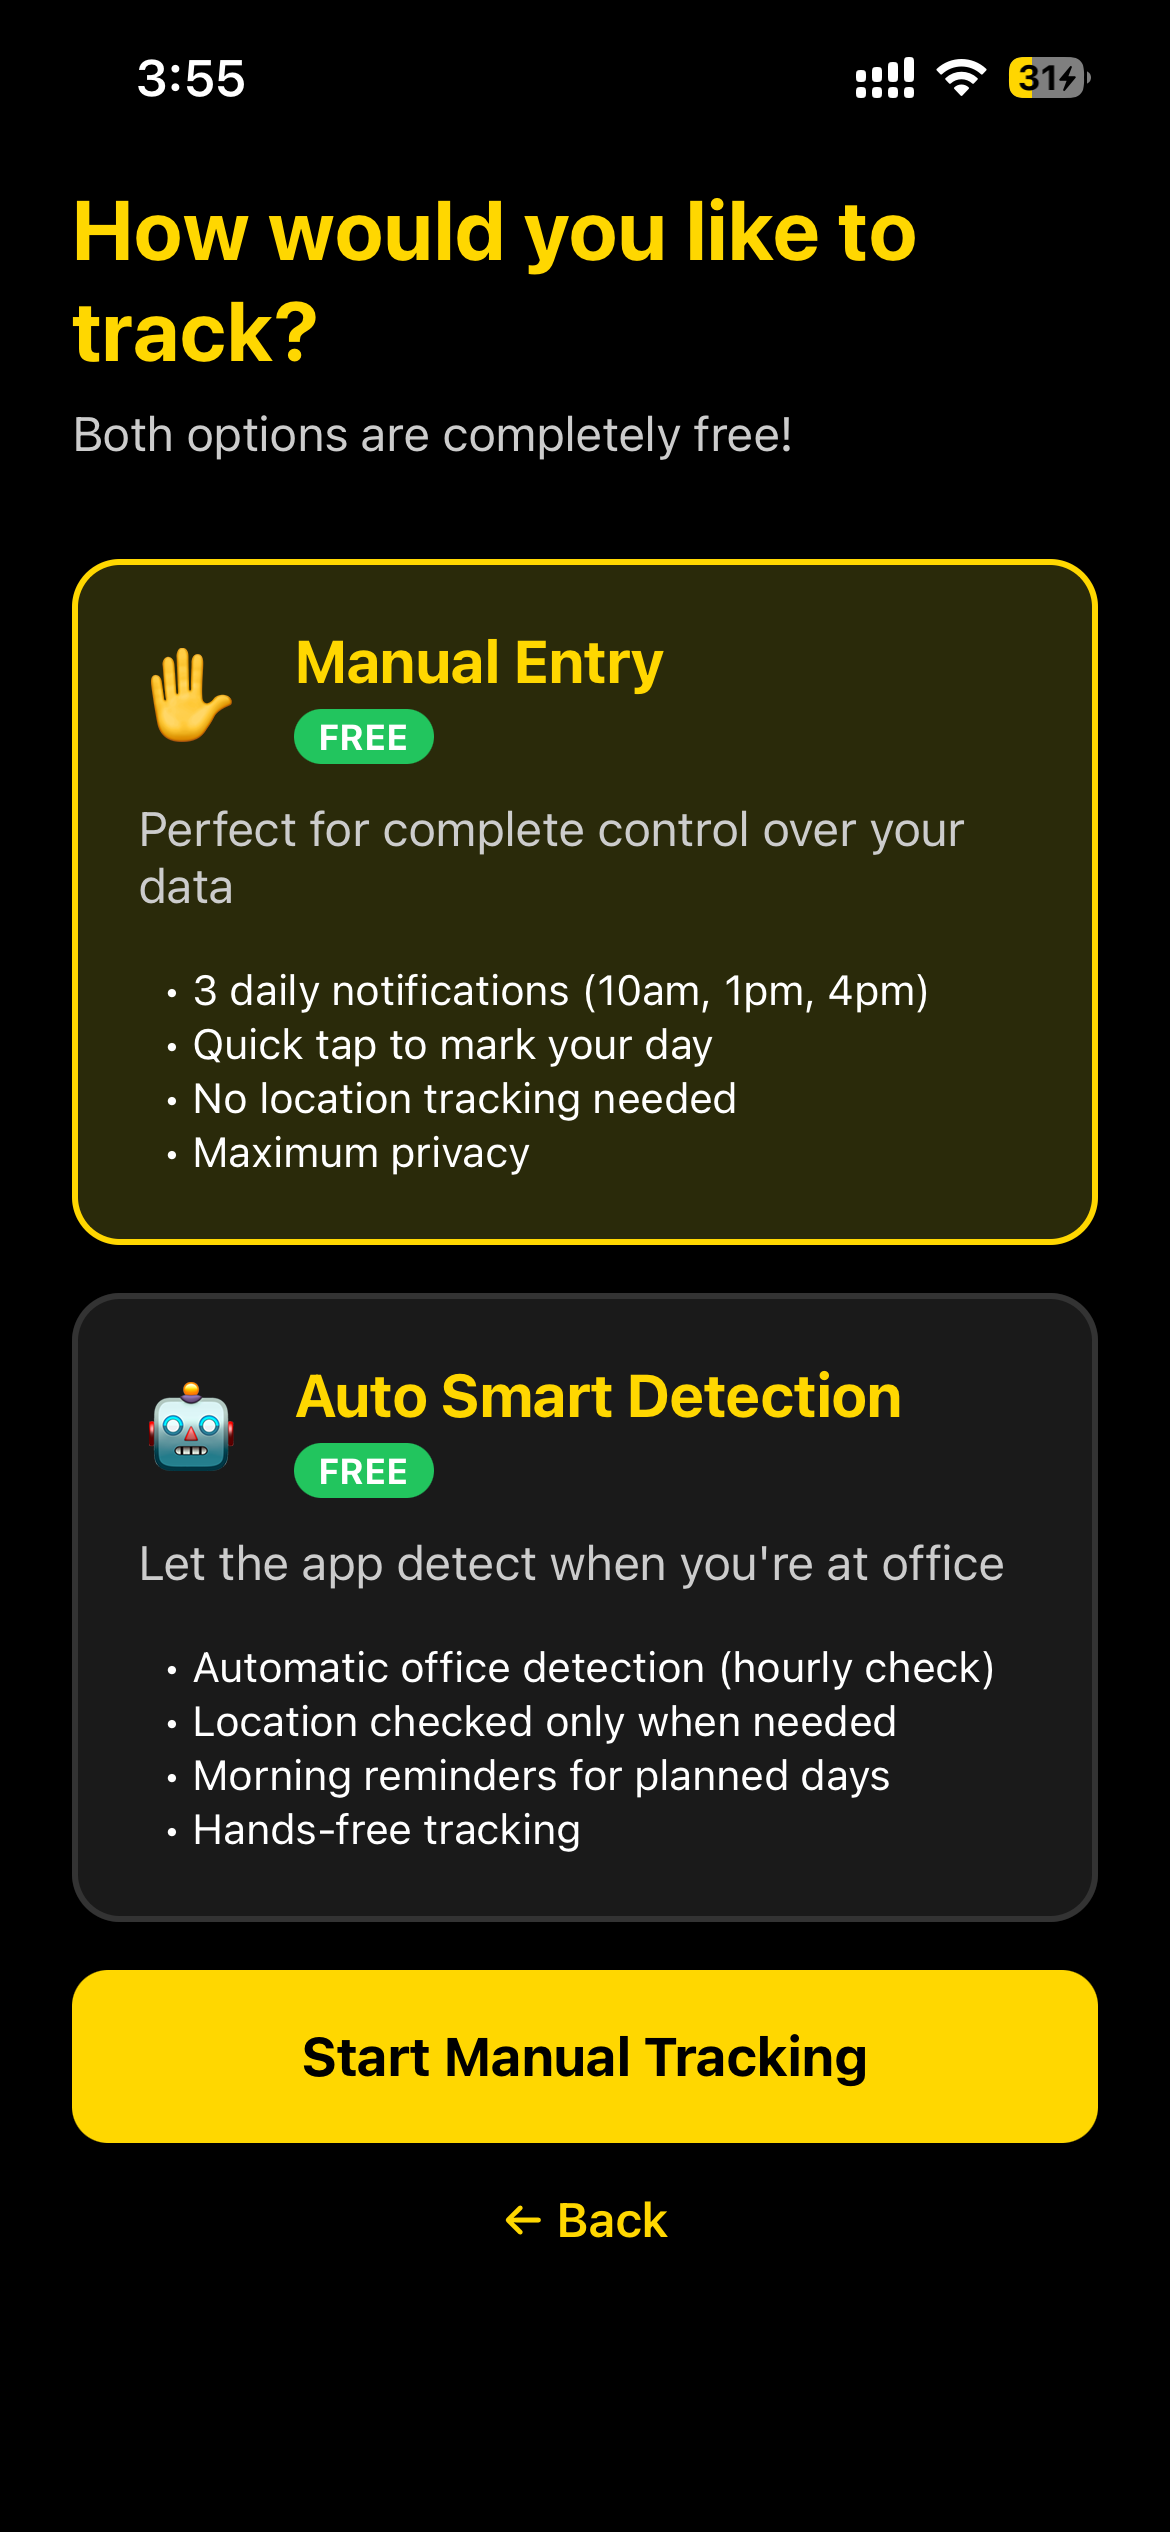 3:55
31
How would you like to
track?
Both options are completely free!
Manual Entry
FREE
Perfect for complete control over your
data
• 3 daily notifications (10am, 1pm, 4pm)
• Quick tap to mark your day
• No location tracking needed
• Maximum privacy
Auto Smart Detection
FREE
Let the app detect when you're at office
• Automatic office detection (hourly check)
• Location checked only when needed
• Morning reminders for planned days
• Hands-free tracking
Start Manual Tracking
← Back